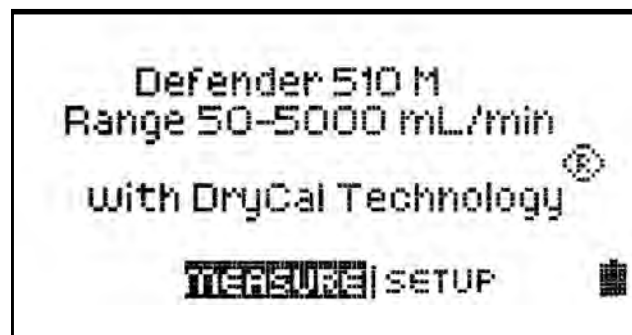 Defender 510 M
Range 50-5000 mL/min
with DryCal Technology®
MEASURE|SETUP